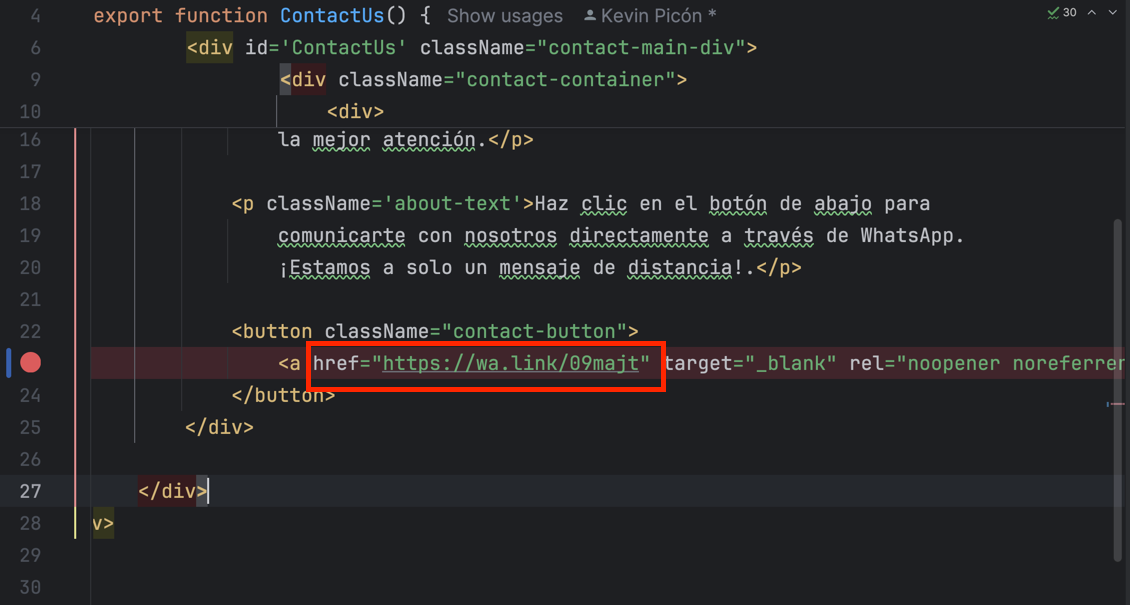 4 export function ContactUs() { Show usages Kevin Picón * 30
6 <div id='ContactUs' className="contact-main-div">
9 <div className="contact-container">
10 <div>
16 la mejor atención.</p>
17
18 <p className='about-text'>Haz clic en el botón de abajo para
19 comunicarte con nosotros directamente a través de WhatsApp.
20 ¡Estamos a solo un mensaje de distancia!.</p>
21
22 <button className="contact-button">
<a href="https://wa.link/09majt" target="_blank" rel="noopener noreferrer
24 </button>
25 </div>
26
27 </div>
28 v>
29
30